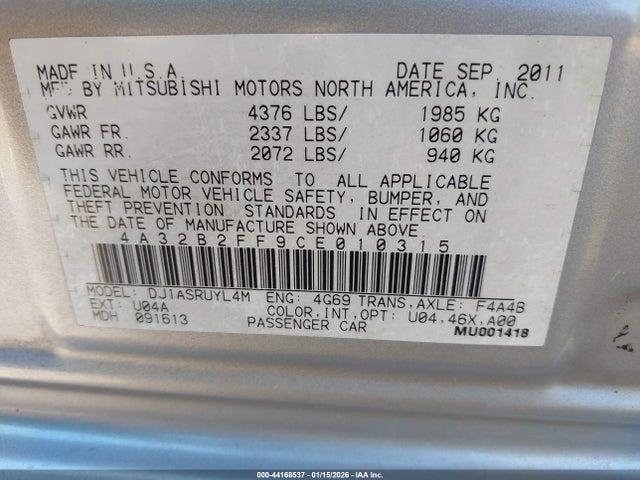 MADE IN U.S.A. DATE SEP. 2011
MFD BY MITSUBISHI MOTORS NORTH AMERICA, INC.
GVWR 4376 LBS/ 1985 KG
GAWR FR. 2337 LBS/ 1060 KG
GAWR RR. 2072 LBS/ 940 KG
THIS VEHICLE CONFORMS TO ALL APPLICABLE
FEDERAL MOTOR VEHICLE SAFETY, BUMPER, AND
THEFT PREVENTION STANDARDS IN EFFECT ON
THE DATE OF MANUFACTURE SHOWN ABOVE.
4A32B2FF9CE010315
MODEL: DJ1ASRUYL4M ENG: 4G69 TRANS,AXLE: F4A4B
EXT: U04A COLOR,INT,OPT: U04,46X,A00
MDH 091613 PASSENGER CAR MU001418
000-44168537 - 01/15/2026 - IAA Inc.